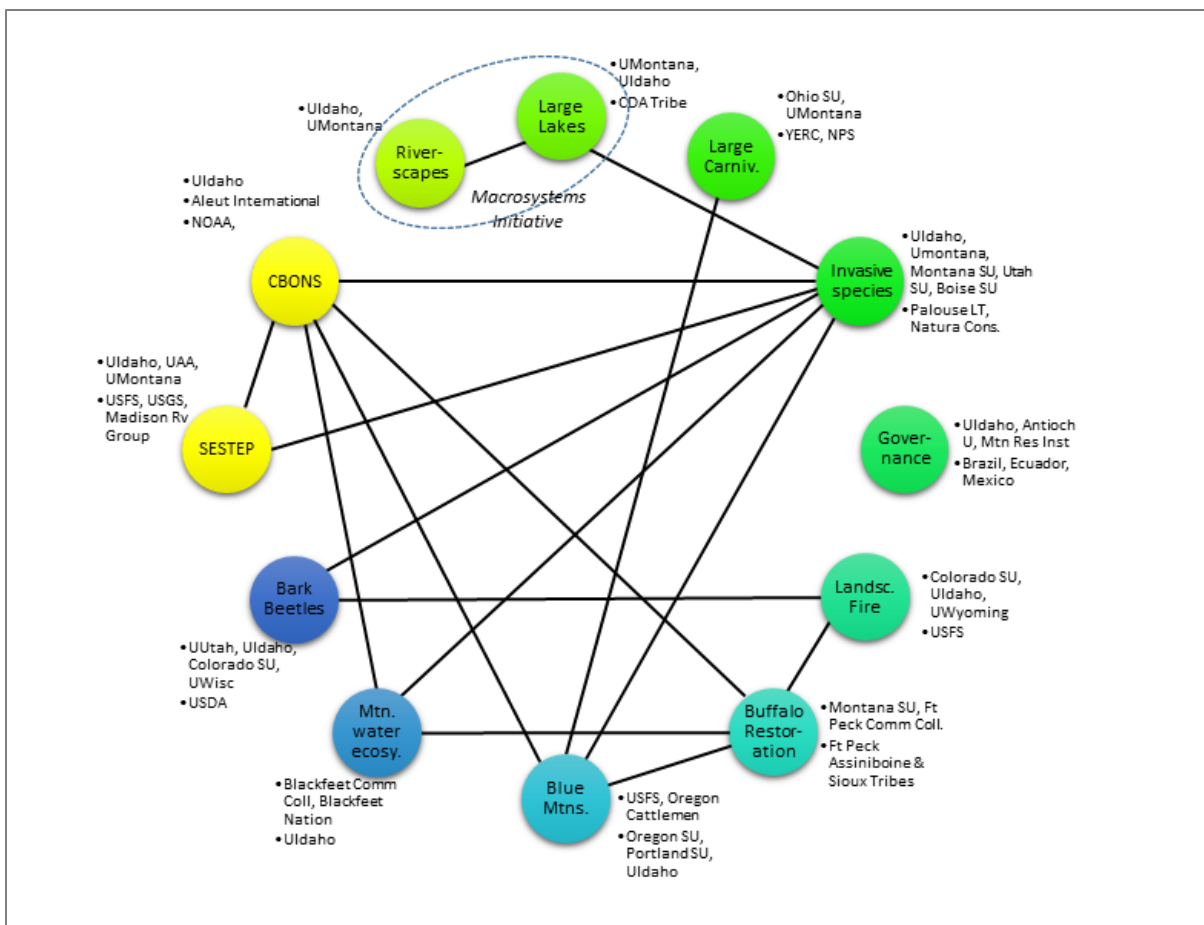 •UMontana,
UIdaho
•CDA Tribe
Large
Lakes
•UIdaho,
UMontana
River-
scapes
Macrosystems
Initiative
•Ohio SU,
UMontana
•YERC, NPS
Large
Carniv.
•UIdaho
•Aleut International
•NOAA,
CBONS
•UIdaho,
Umontana,
Montana SU, Utah
SU, Boise SU
•Palouse LT,
Natura Cons.
Invasive
species
•UIdaho, UAA,
UMontana
•USFS, USGS,
Madison Rv
Group
SESTEP
Gover-
nance
•UIdaho, Antioch
U, Mtn Res Inst
•Brazil, Ecuador,
Mexico
Bark
Beetles
•UUtah, UIdaho,
Colorado SU,
UWisc
•USDA
Landsc.
Fire
•Colorado SU,
UIdaho,
UWyoming
•USFS
Mtn.
water
ecosy.
•Blackfeet Comm
Coll, Blackfeet
Nation
•UIdaho
Blue
Mtns.
•USFS, Oregon
Cattlemen
•Oregon SU,
Portland SU,
UIdaho
Buffalo
Restor-
ation
•Montana SU, Ft
Peck Comm Coll.
•Ft Peck
Assiniboine &
Sioux Tribes